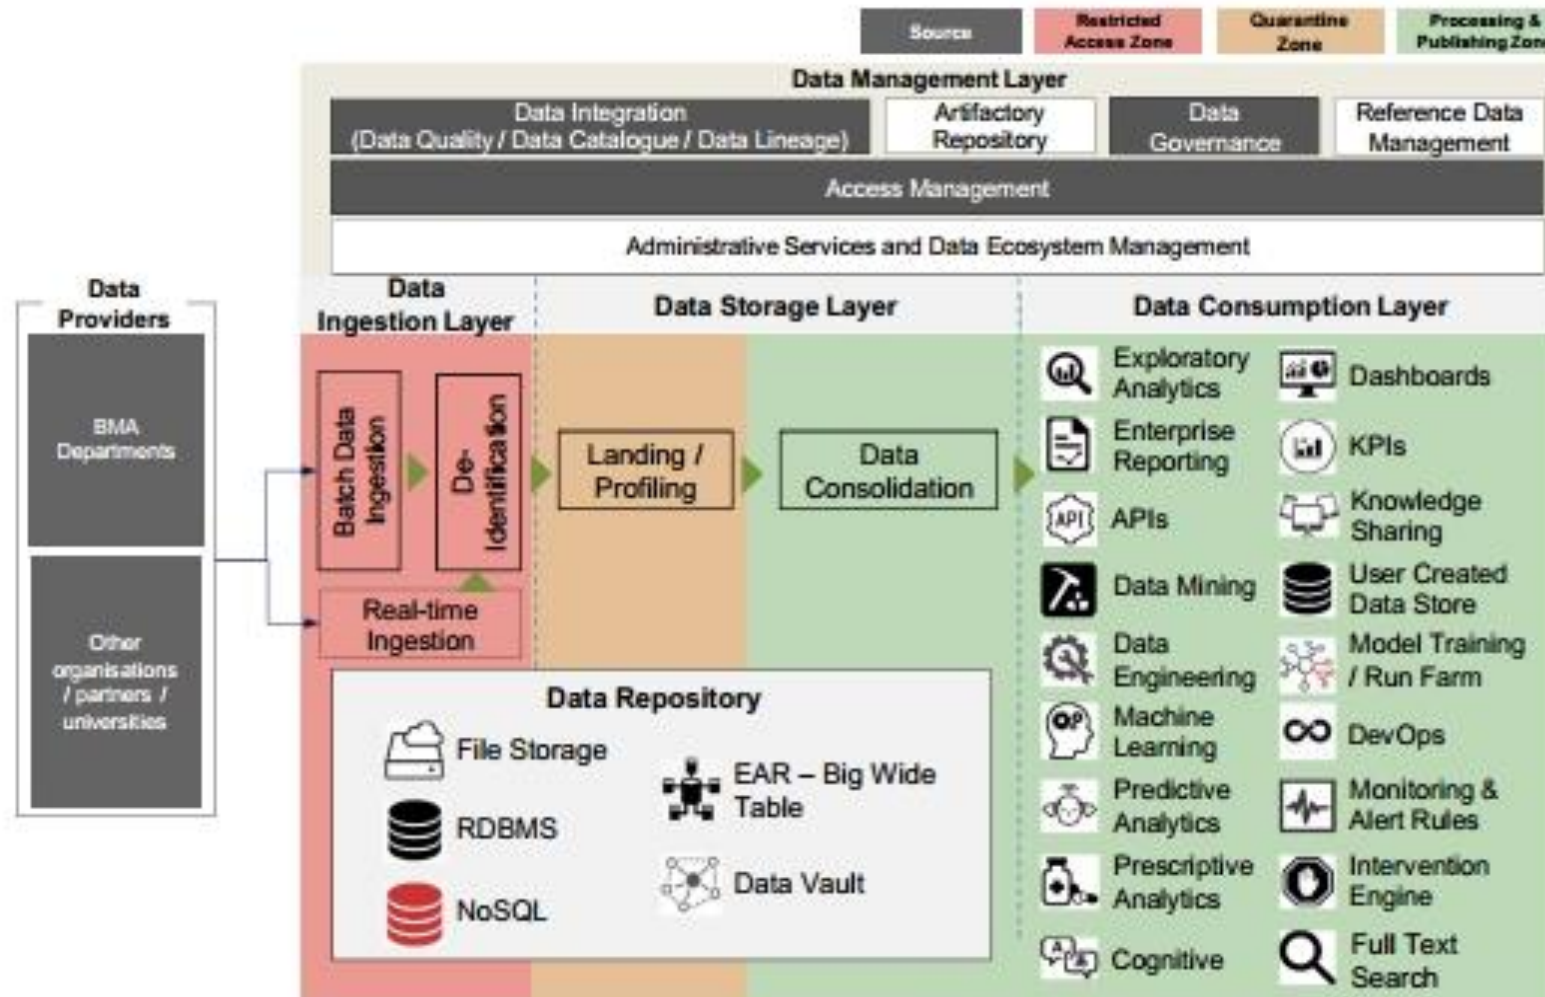 Source
Restricted
Access Zone
Quarantine
Zone
Processing &
Publishing Zone
Data Management Layer
Data Integration
(Data Quality / Data Catalogue / Data Lineage)
Artifactory
Repository
Data
Governance
Reference Data
Management
Access Management
Administrative Services and Data Ecosystem Management
Data
Providers
BMA
Departments
Other
organisations
/ partners /
universities
Data
Ingestion Layer
Data Storage Layer
Data Consumption Layer
Batch Data
Ingestion
De-
Identification
Real-time
Ingestion
Landing /
Profiling
Data
Consolidation
Data Repository
File Storage
RDBMS
NoSQL
EAR – Big Wide
Table
Data Vault
Exploratory
Analytics
Enterprise
Reporting
API
APIs
Data Mining
Data
Engineering
Machine
Learning
Predictive
Analytics
Prescriptive
Analytics
Cognitive
Dashboards
KPIs
Knowledge
Sharing
User Created
Data Store
Model Training
/ Run Farm
DevOps
Monitoring &
Alert Rules
Intervention
Engine
Full Text
Search